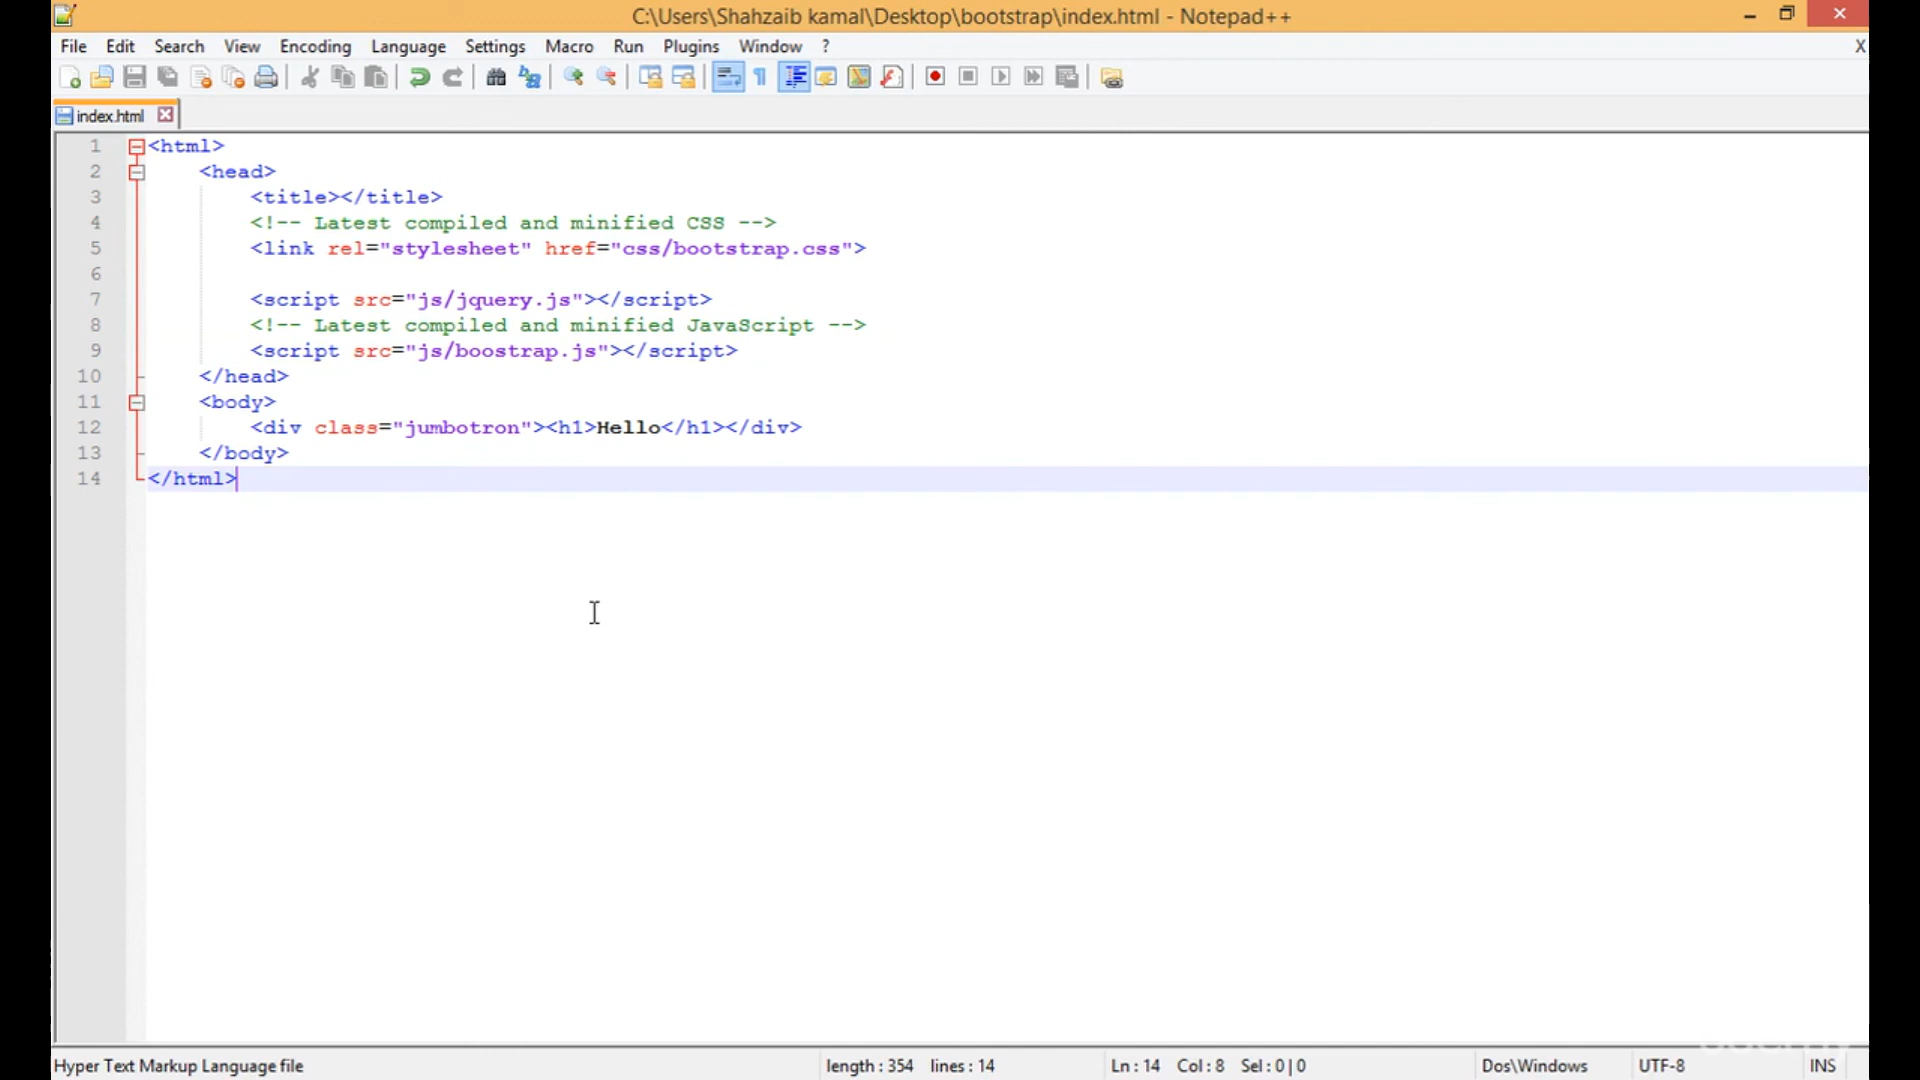 C:\Users\Shahzaib kamal\Desktop\bootstrap\index.html - Notepad++
File Edit Search View Encoding Language Settings Macro Run Plugins Window ? X
index.html
1 <html>
2 <head>
3 <title></title>
4 <!-- Latest compiled and minified CSS -->
5 <link rel="stylesheet" href="css/bootstrap.css">
6
7 <script src="js/jquery.js"></script>
8 <!-- Latest compiled and minified JavaScript -->
9 <script src="js/boostrap.js"></script>
10 </head>
11 <body>
12 <div class="jumbotron"><h1>Hello</h1></div>
13 </body>
14 </html>
Hyper Text Markup Language file length : 354 lines : 14 Ln : 14 Col : 8 Sel : 0 | 0 Dos\Windows UTF-8 INS